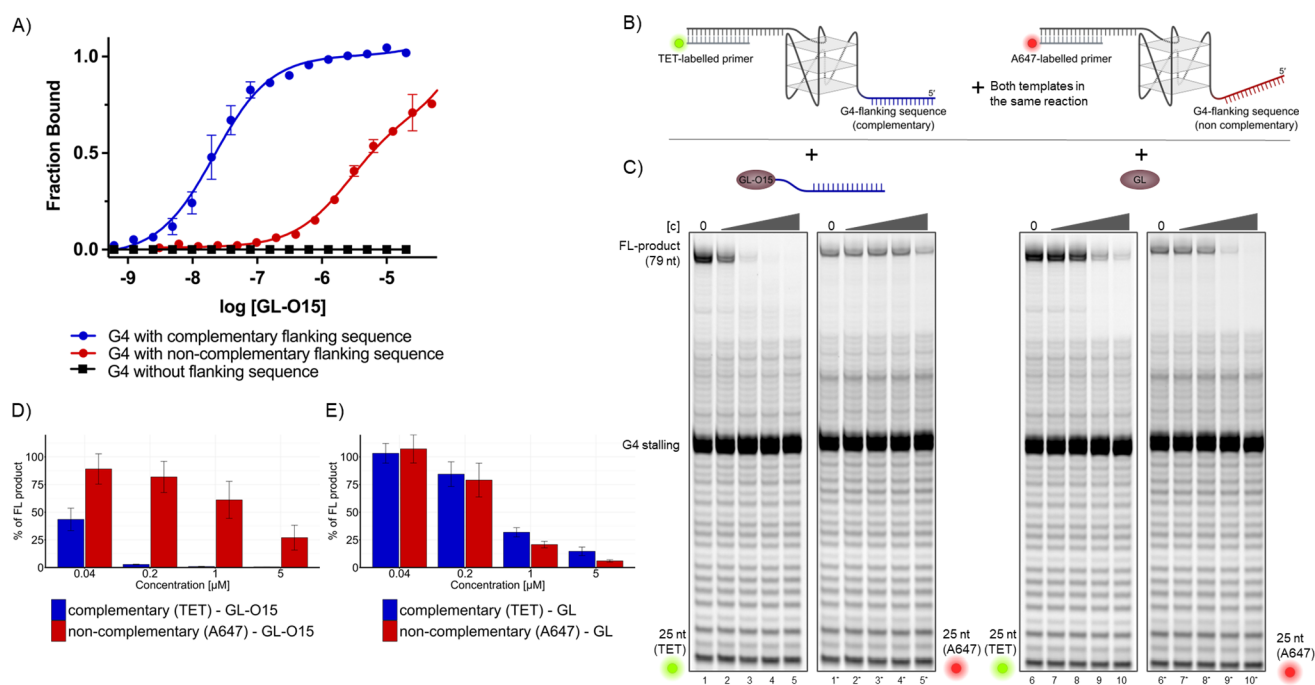 A)
1.0
0.5
0.0
Fraction Bound
-9
-8
-7
-6
-5
log [GL-O15]
G4 with complementary flanking sequence
G4 with non-complementary flanking sequence
G4 without flanking sequence
B)
TET-labelled primer
5'
G4-flanking sequence
(complementary)
+ Both templates in
the same reaction
A647-labelled primer
5'
G4-flanking sequence
(non complementary)
+
+
C)
GL-O15
GL
[c]
0
0
0
0
FL-product
(79 nt)
G4 stalling
25 nt
(TET)
25 nt
(A647)
25 nt
(TET)
25 nt
(A647)
1 2 3 4 5
1* 2* 3* 4* 5*
6 7 8 9 10
6* 7* 8* 9* 10*
D)
% of FL product
100
75
50
25
0
0.04
0.2
1
5
Concentration [µM]
complementary (TET) - GL-O15
non-complementary (A647) - GL-O15
E)
% of FL product
100
75
50
25
0
0.04
0.2
1
5
Concentration [µM]
complementary (TET) - GL
non-complementary (A647) - GL